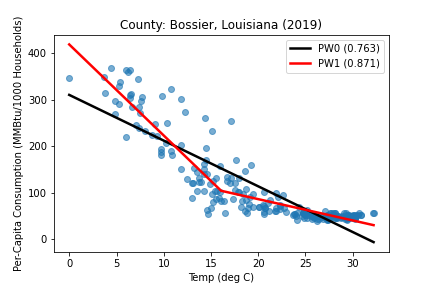 County: Bossier, Louisiana (2019)
Per-Capita Consumption (MMBtu/1000 Households)
400
300
200
100
0
PW0 (0.763)
PW1 (0.871)
0 5 10 15 20 25 30
Temp (deg C)